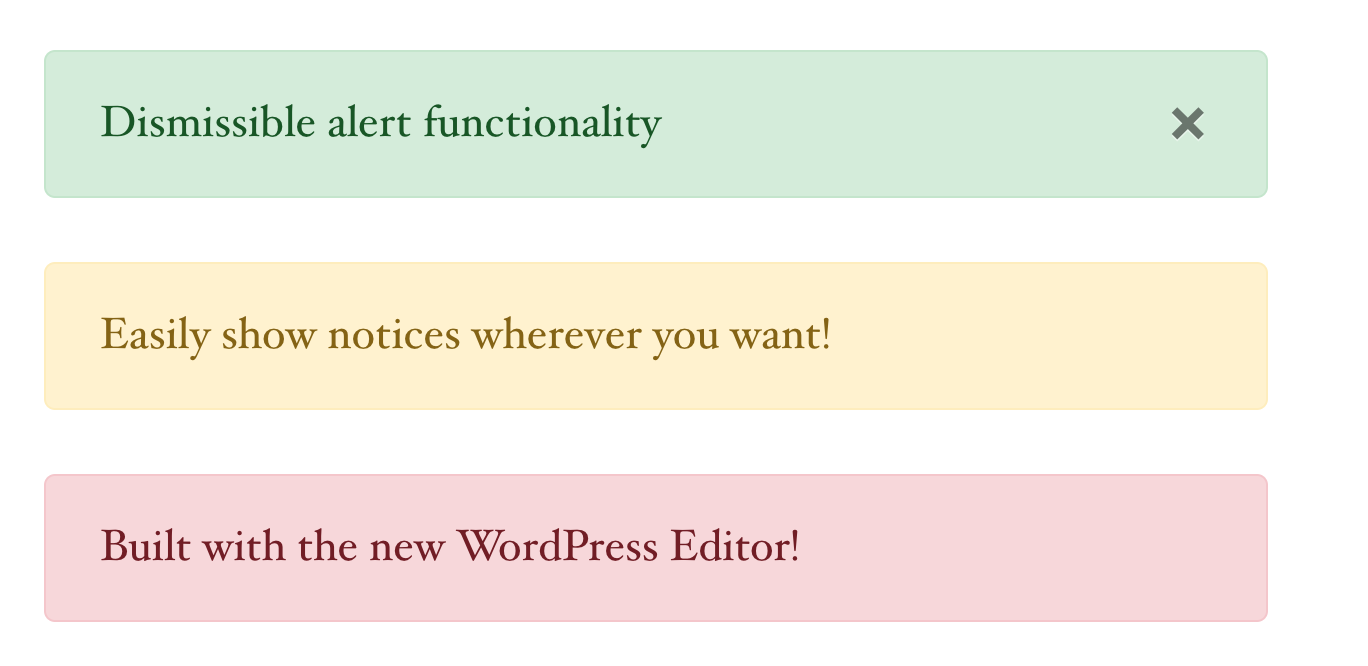 Dismissible alert functionality
Easily show notices wherever you want!
Built with the new WordPress Editor!